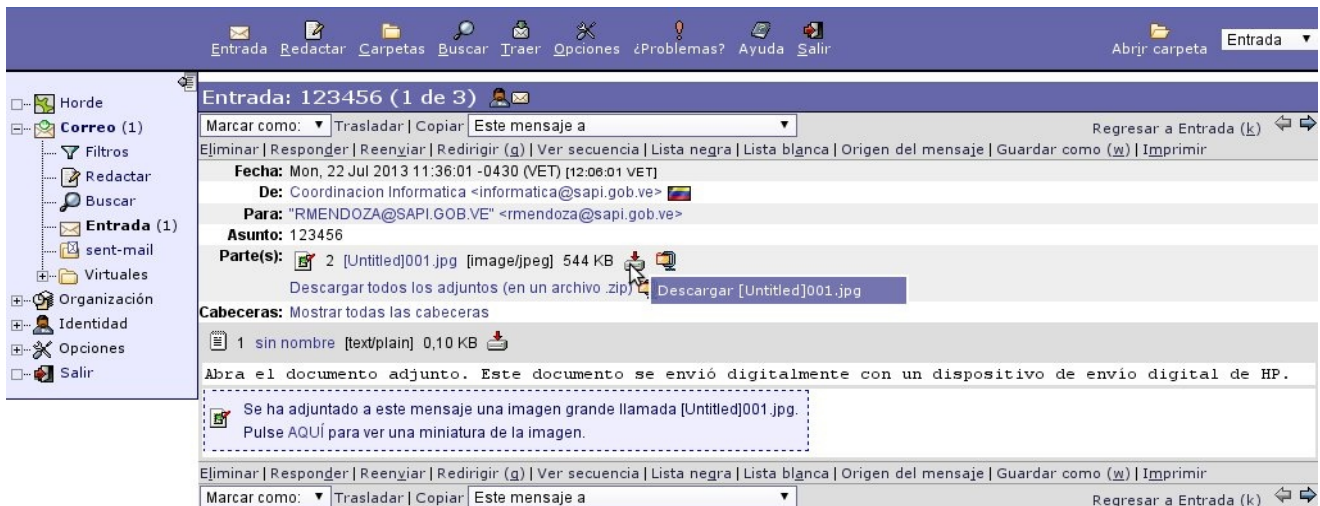 Entrada Redactar Carpetas Buscar Traer Opciones ¿Problemas? Ayuda Salir Abrir carpeta Entrada
Horde
Correo (1)
Filtros
Redactar
Buscar
Entrada (1)
sent-mail
Virtuales
Organización
Identidad
Opciones
Salir
Entrada: 123456 (1 de 3)
Marcar como: Trasladar | Copiar Este mensaje a Regresar a Entrada (k)
Eliminar | Responder | Reenviar | Redirigir (g) | Ver secuencia | Lista negra | Lista blanca | Origen del mensaje | Guardar como (w) | Imprimir
Fecha: Mon, 22 Jul 2013 11:36:01 -0430 (VET) [12:06:01 VET]
De: Coordinacion Informatica <informatica@sapi.gob.ve>
Para: "RMENDOZA@SAPI.GOB.VE" <rmendoza@sapi.gob.ve>
Asunto: 123456
Parte(s): 2 [Untitled]001.jpg [image/jpeg] 544 KB
Descargar todos los adjuntos (en un archivo .zip) Descargar [Untitled]001.jpg
Cabeceras: Mostrar todas las cabeceras
1 sin nombre [text/plain] 0,10 KB
Abra el documento adjunto. Este documento se envió digitalmente con un dispositivo de envío digital de HP.
Se ha adjuntado a este mensaje una imagen grande llamada [Untitled]001.jpg.
Pulse AQUÍ para ver una miniatura de la imagen.
Eliminar | Responder | Reenviar | Redirigir (g) | Ver secuencia | Lista negra | Lista blanca | Origen del mensaje | Guardar como (w) | Imprimir
Marcar como: Trasladar | Copiar Este mensaje a Regresar a Entrada (k)